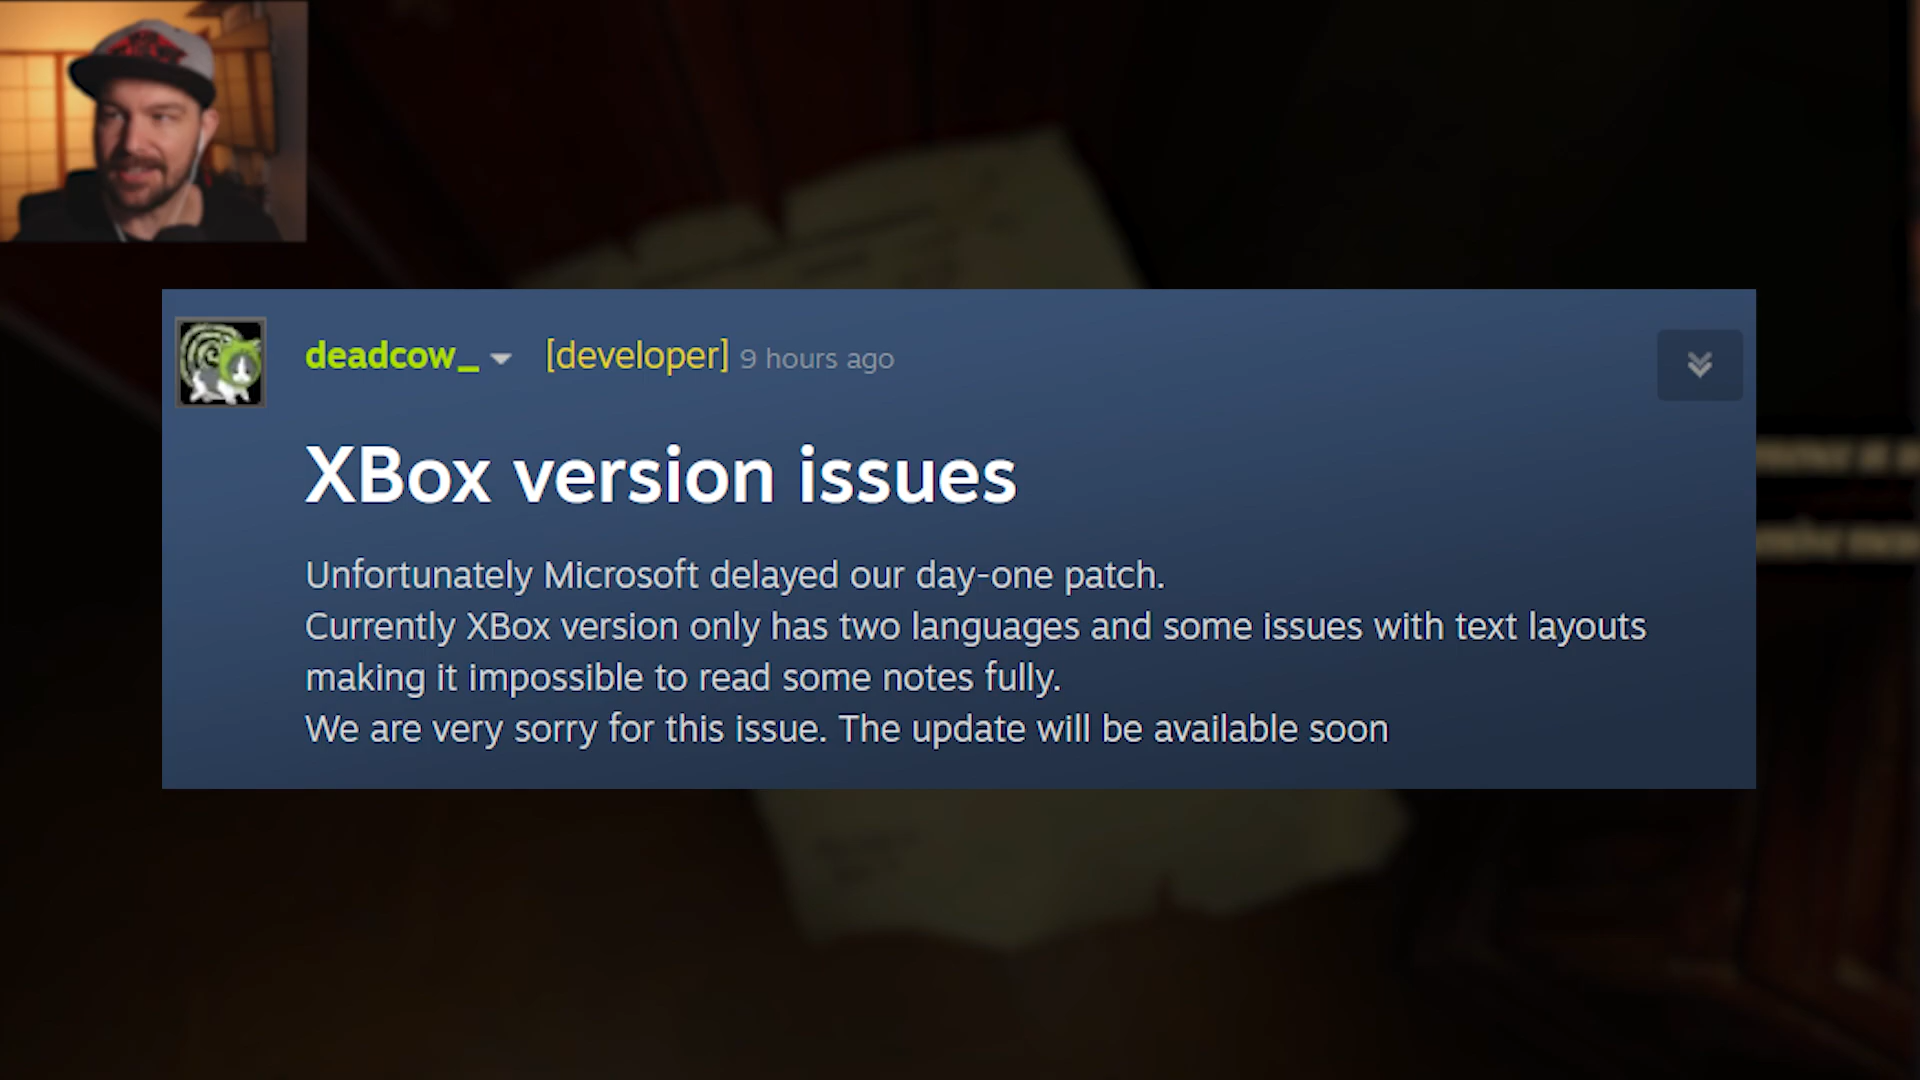 deadcow_ [developer] 9 hours ago
XBox version issues
Unfortunately Microsoft delayed our day-one patch.
Currently XBox version only has two languages and some issues with text layouts
making it impossible to read some notes fully.
We are very sorry for this issue. The update will be available soon